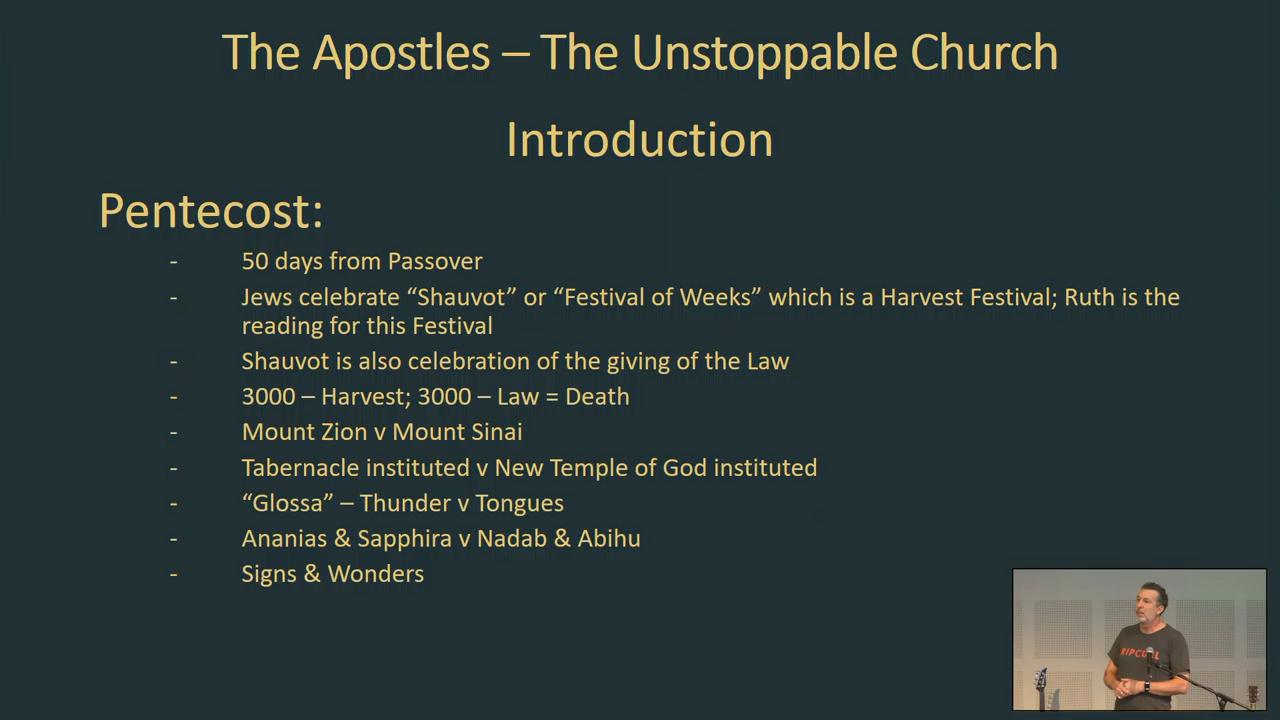 The Apostles – The Unstoppable Church
Introduction
Pentecost:
- 50 days from Passover
- Jews celebrate “Shauvot” or “Festival of Weeks” which is a Harvest Festival; Ruth is the
reading for this Festival
- Shauvot is also celebration of the giving of the Law
- 3000 – Harvest; 3000 – Law = Death
- Mount Zion v Mount Sinai
- Tabernacle instituted v New Temple of God instituted
- “Glossa” – Thunder v Tongues
- Ananias & Sapphira v Nadab & Abihu
- Signs & Wonders